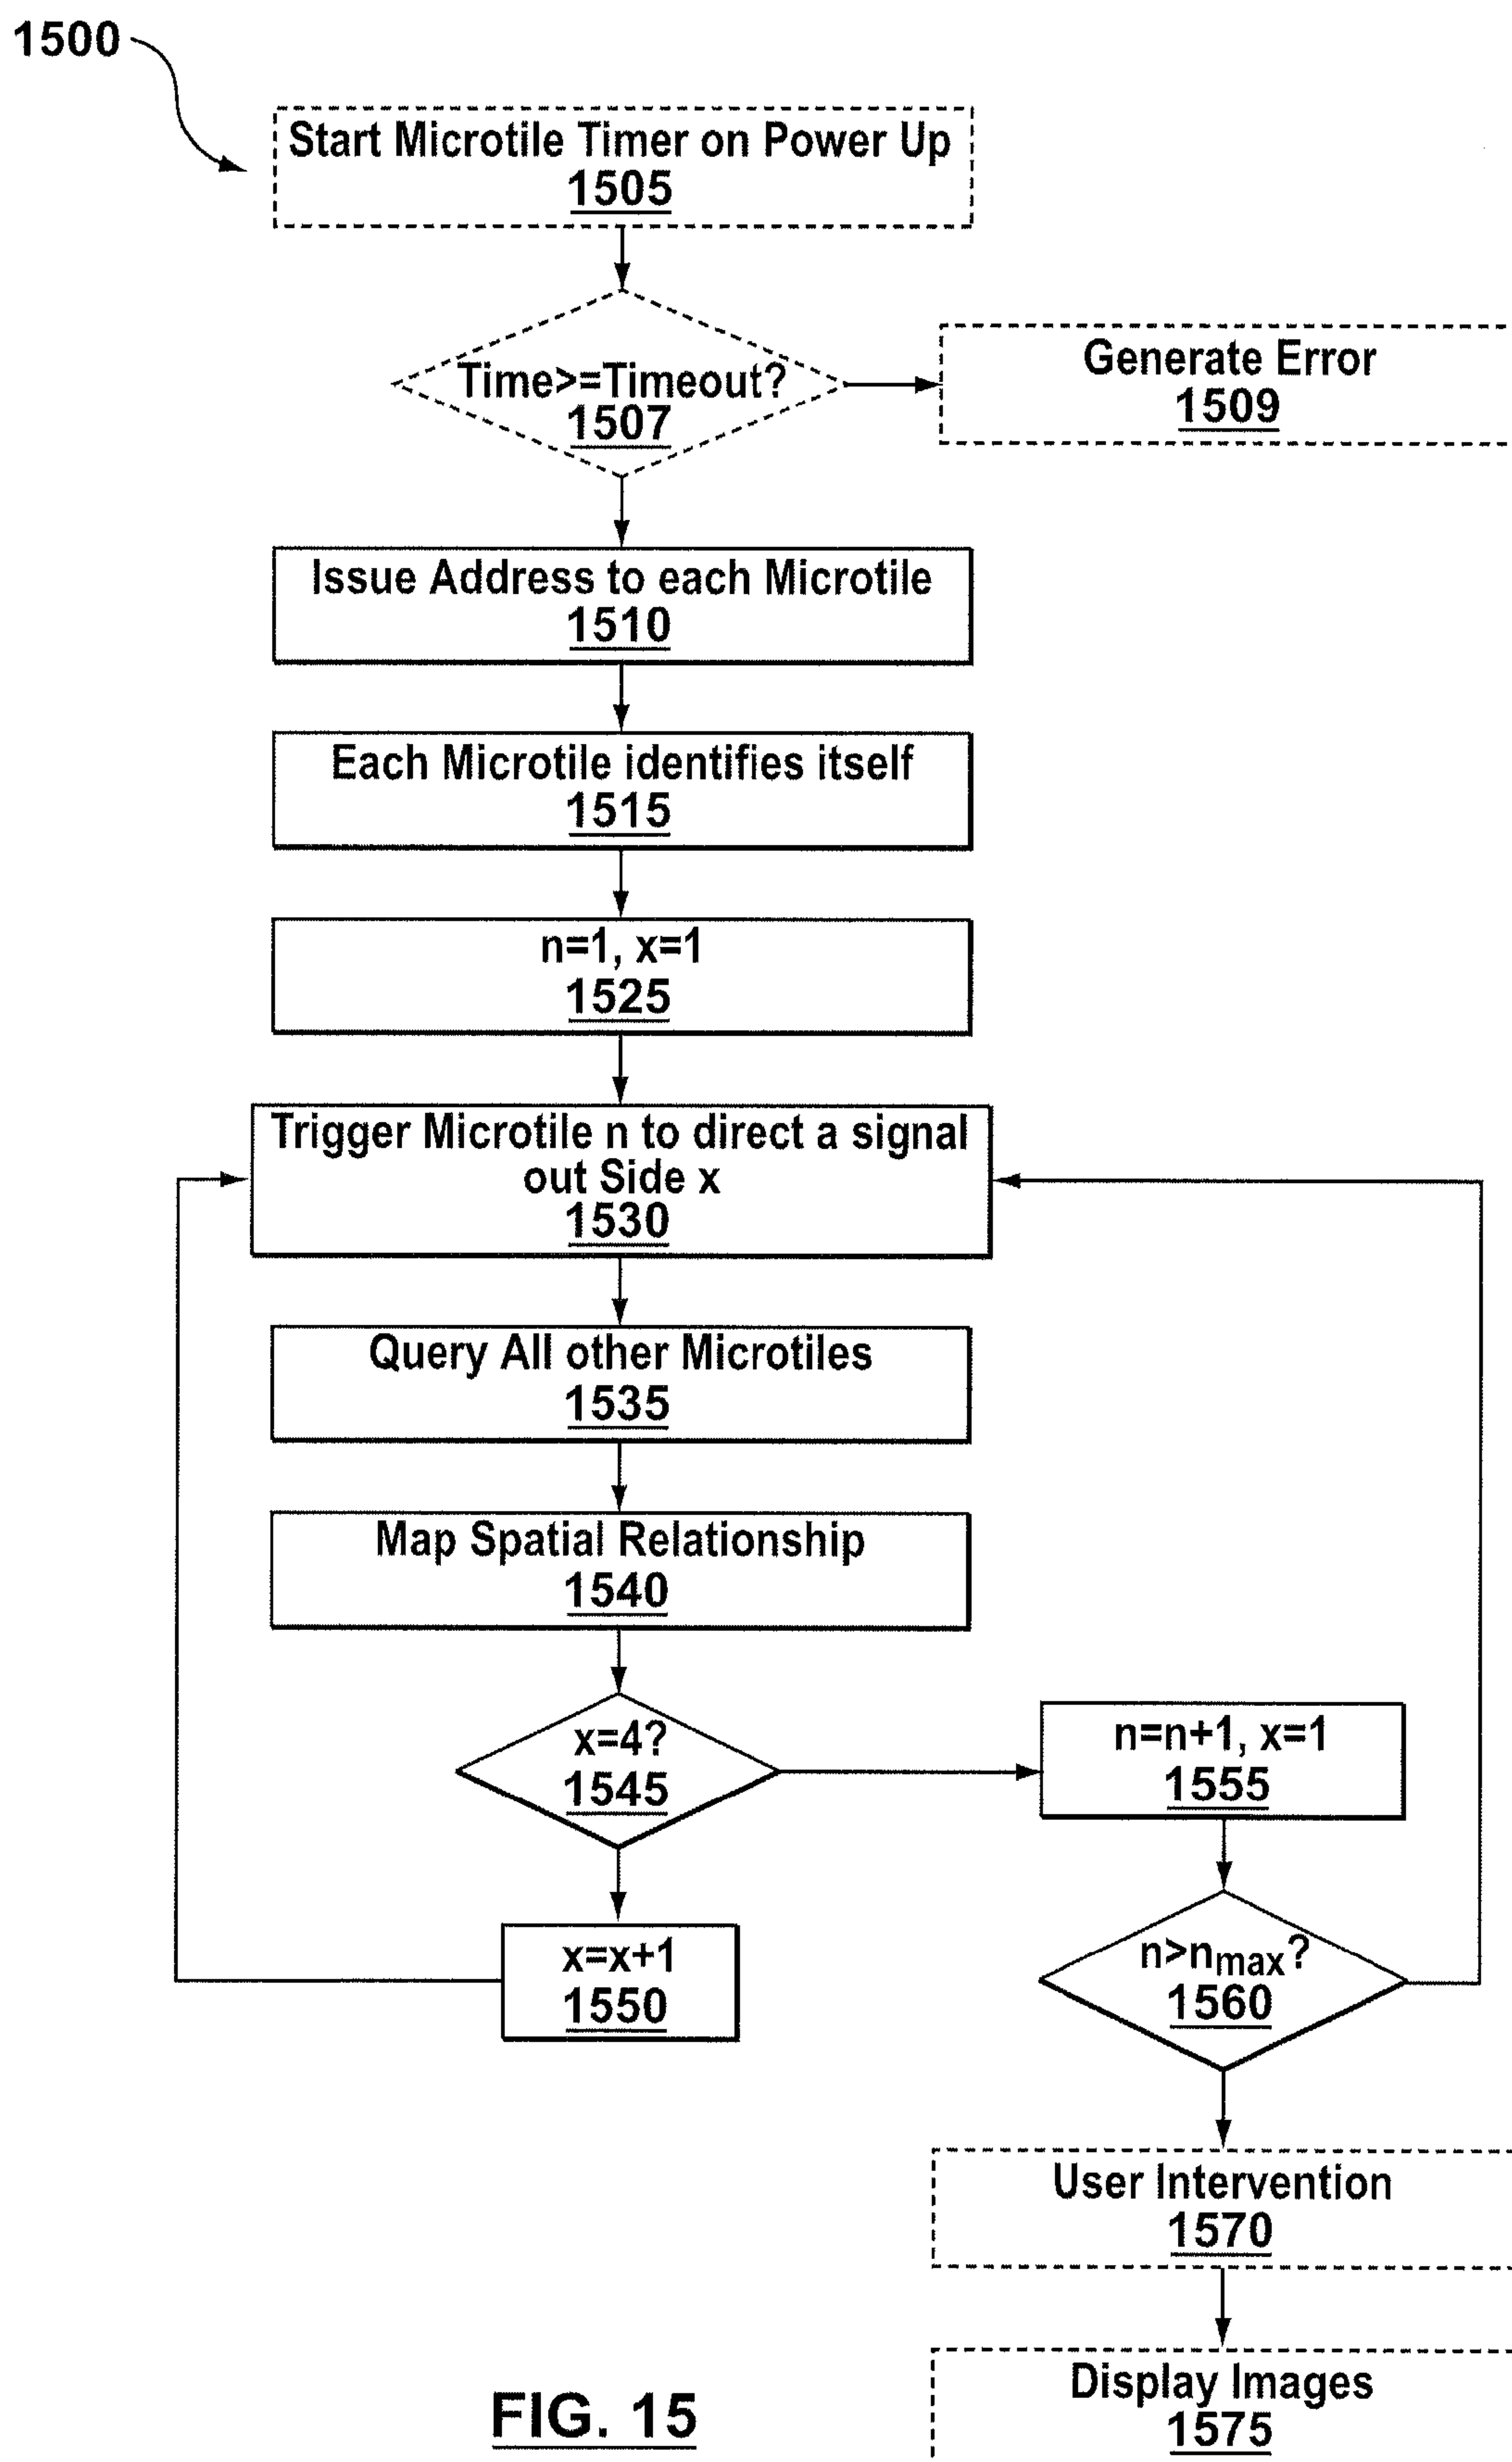 1500
Start Microtile Timer on Power Up
1505
Time>=Timeout?
1507
Generate Error
1509
Issue Address to each Microtile
1510
Each Microtile identifies itself
1515
n=1, x=1
1525
Trigger Microtile n to direct a signal
out Side x
1530
Query All other Microtiles
1535
Map Spatial Relationship
1540
x=4?
1545
n=n+1, x=1
1555
x=x+1
1550
n>nmax?
1560
User Intervention
1570
Display Images
1575
FIG. 15